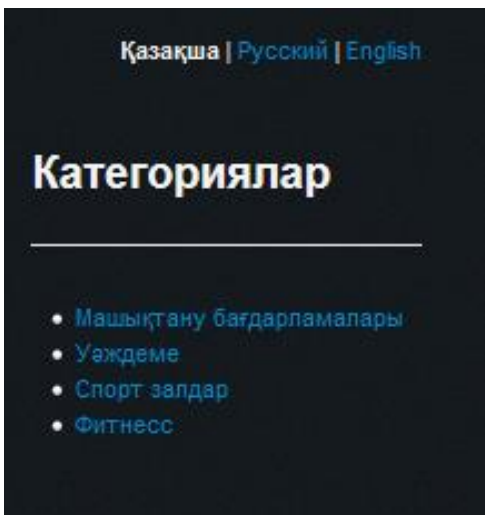 Қазақша | Русский | English
Категориялар
Машықтану бағдарламалары
Уәждеме
Спорт залдар
Фитнесс